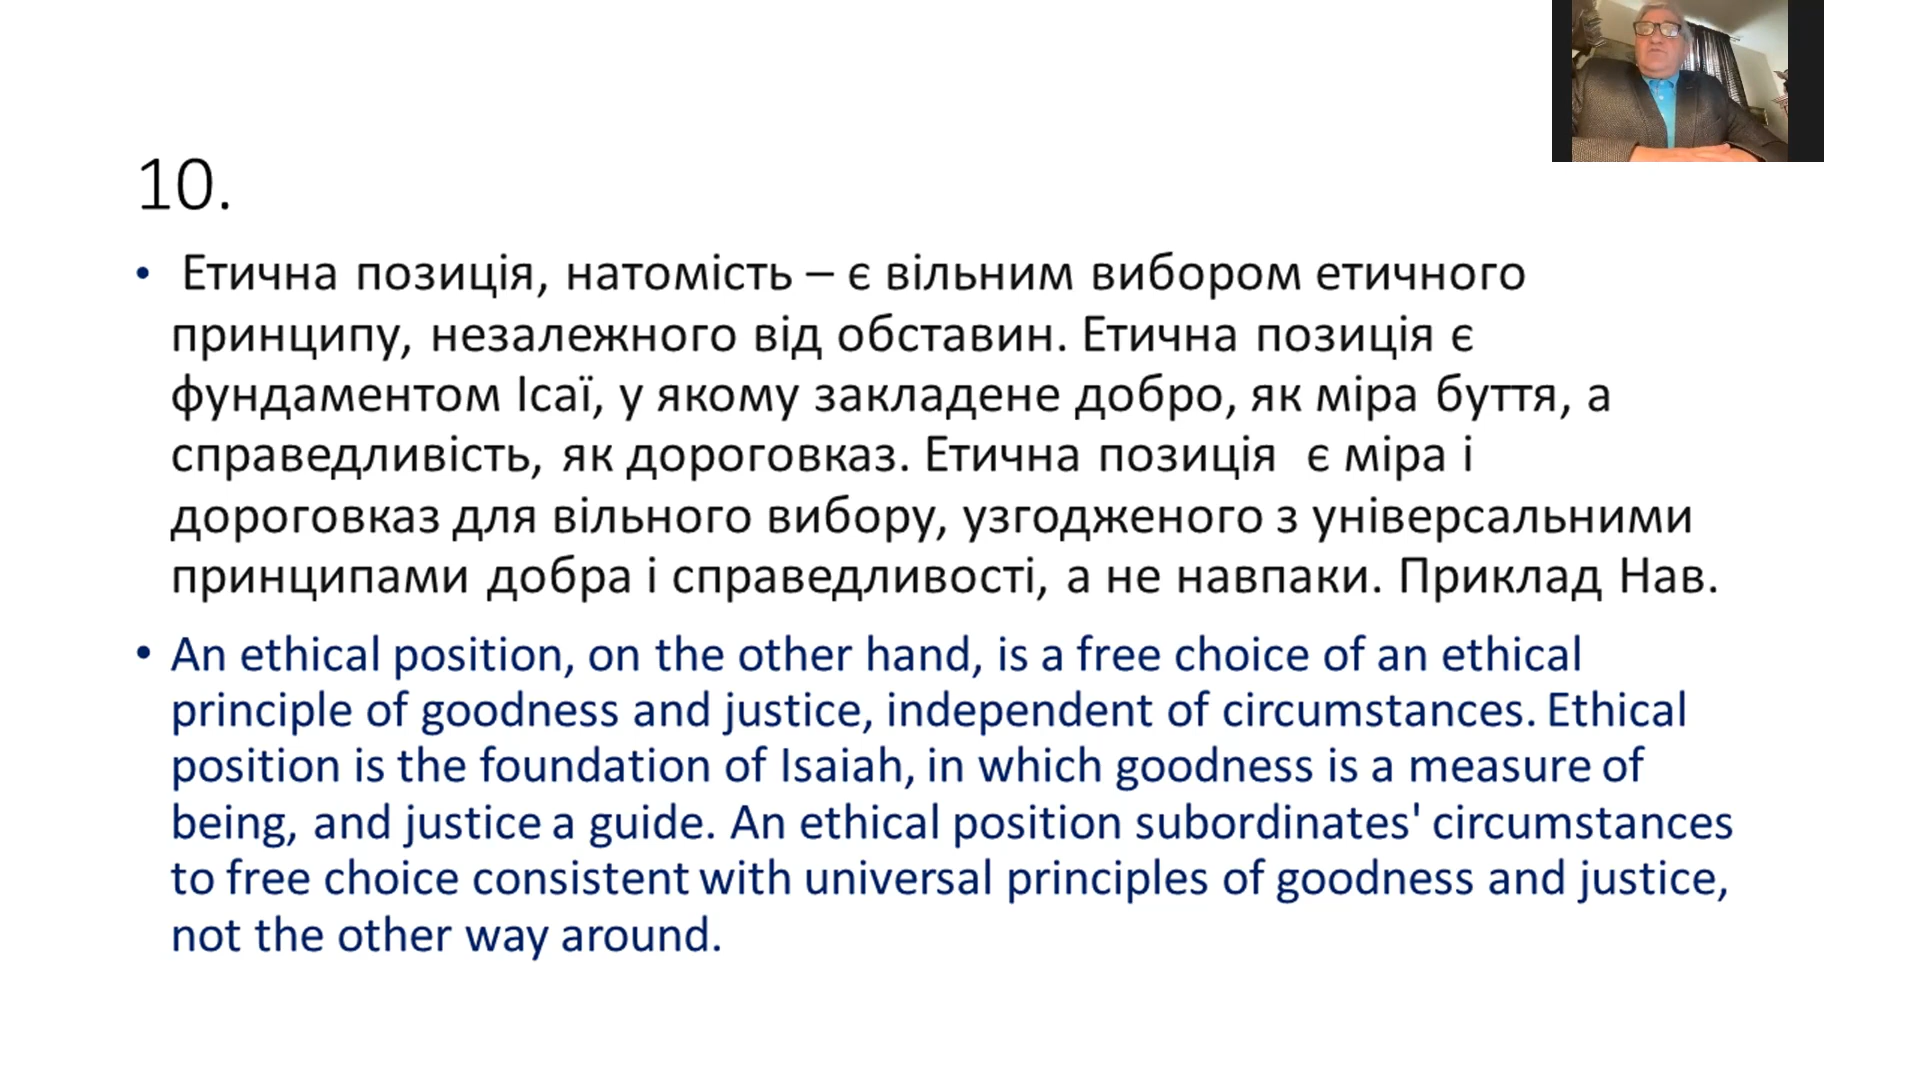 10.
• Етична позиція, натомість – є вільним вибором етичного
принципу, незалежного від обставин. Етична позиція є
фундаментом Ісаї, у якому закладене добро, як міра буття, а
справедливість, як дороговказ. Етична позиція є міра і
дороговказ для вільного вибору, узгодженого з універсальними
принципами добра і справедливості, а не навпаки. Приклад Нав.
• An ethical position, on the other hand, is a free choice of an ethical
principle of goodness and justice, independent of circumstances. Ethical
position is the foundation of Isaiah, in which goodness is a measure of
being, and justice a guide. An ethical position subordinates' circumstances
to free choice consistent with universal principles of goodness and justice,
not the other way around.